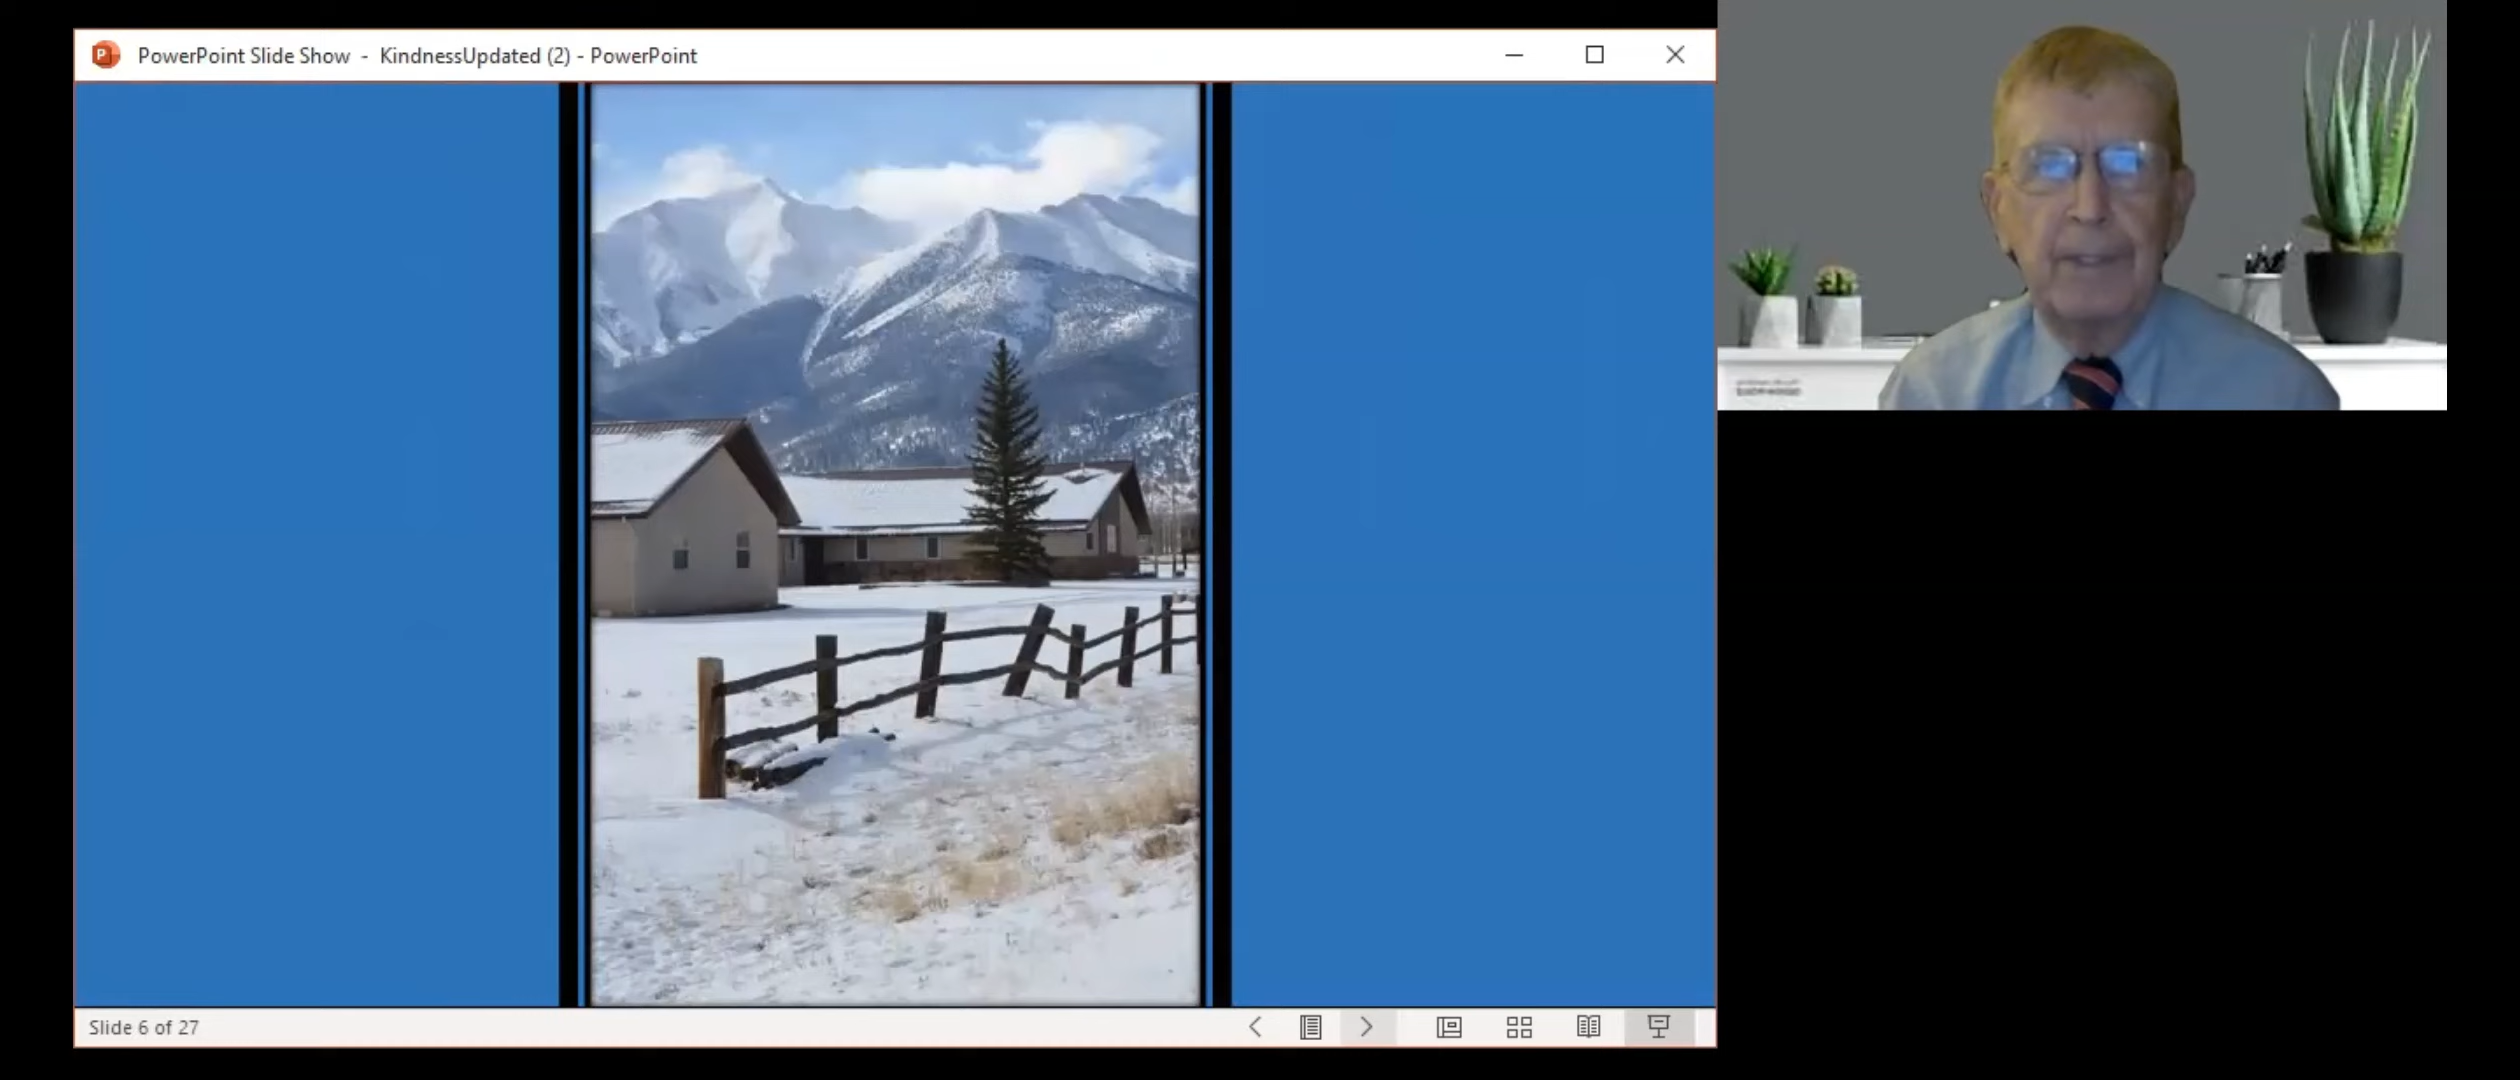 PowerPoint Slide Show - KindnessUpdated (2) - PowerPoint
Slide 6 of 27